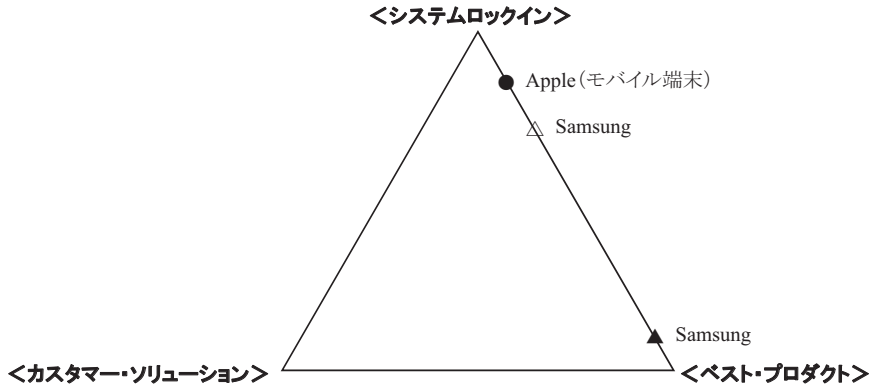 ＜システムロックイン＞
Apple（モバイル端末）
Samsung
Samsung
＜カスタマー・ソリューション＞
＜ベスト・プロダクト＞